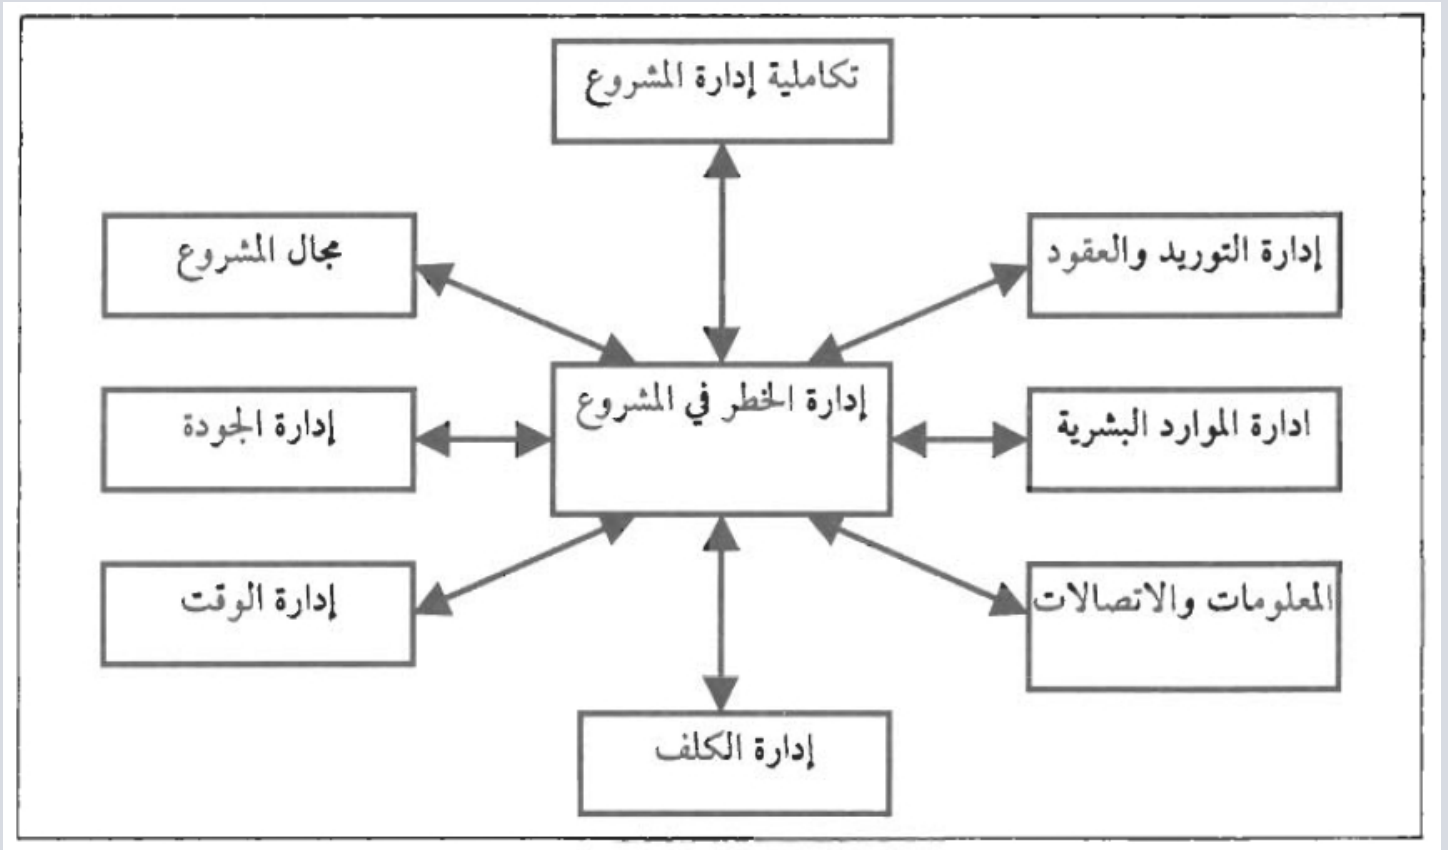 تكاملية إدارة المشروع
إدارة التوريد والعقود
مجال المشروع
إدارة الخطر في المشروع
ادارة الموارد البشرية
إدارة الجودة
المعلومات والاتصالات
إدارة الوقت
إدارة الكلف